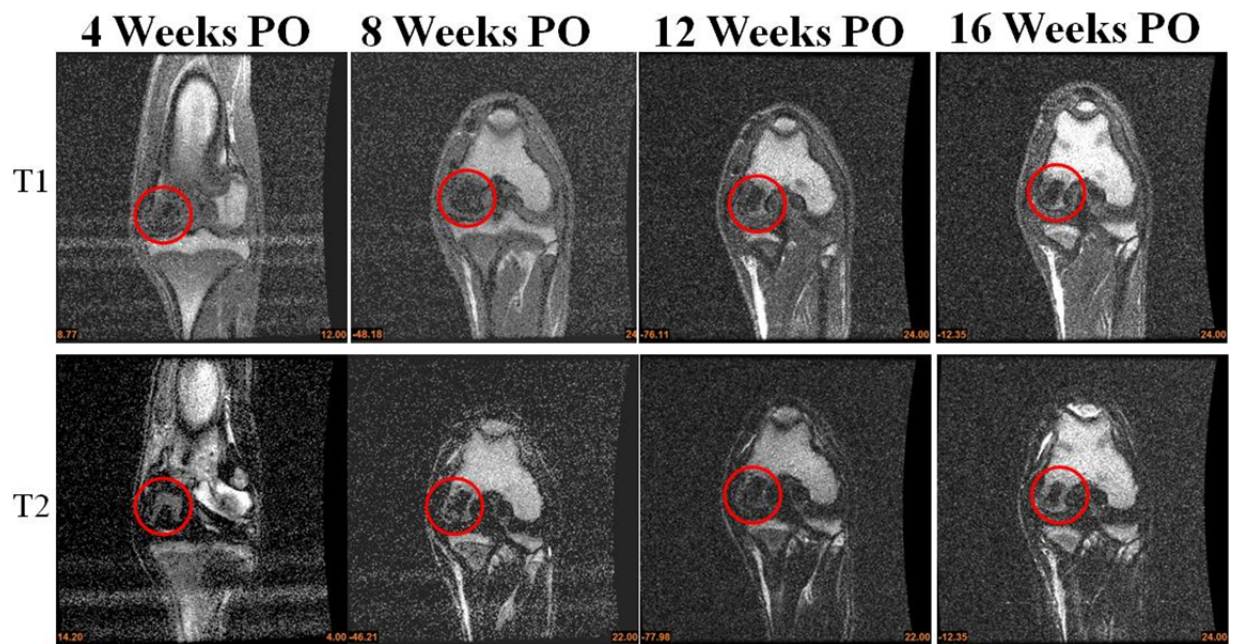 4 Weeks PO 8 Weeks PO 12 Weeks PO 16 Weeks PO
T1
8.77 12.00 -48.18 24 -76.11 24.00 -12.35 24.00
T2
14.20 4.00 -46.21 22.00 -77.98 22.00 -12.35 24.00